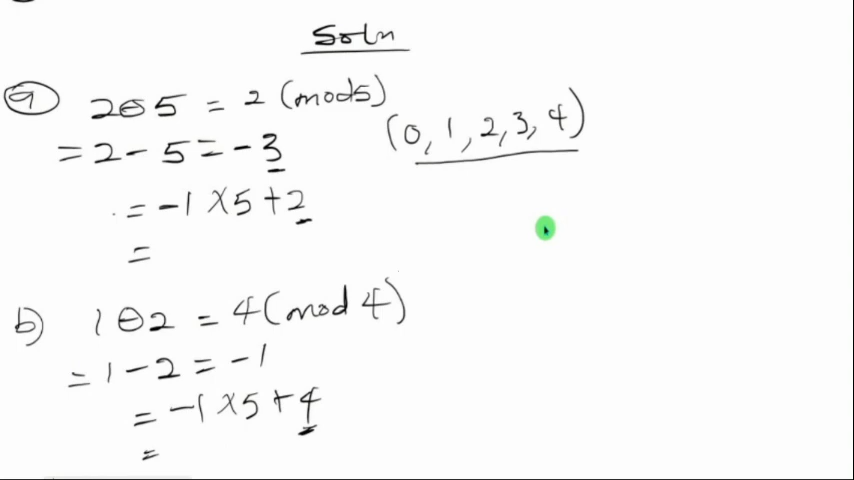 Soln
a) 2⊖5 = 2 (mod5)
(0, 1, 2, 3, 4)
= 2 - 5 = -3
= -1 × 5 + 2
=
b) 1⊖2 = 4 (mod 4)
= 1 - 2 = -1
= -1 × 5 + 4
=